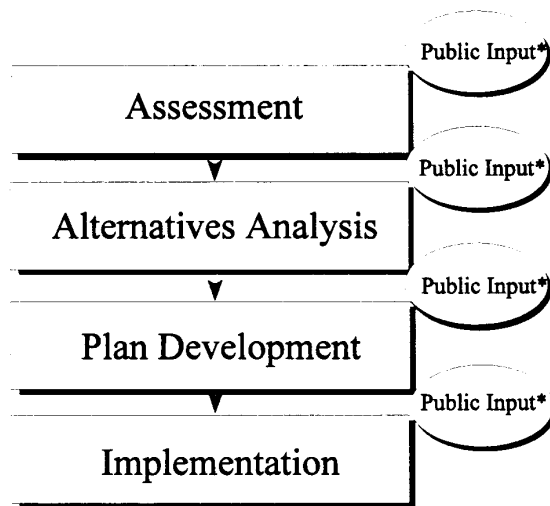 Public Input*
Assessment
Public Input*
Alternatives Analysis
Public Input*
Plan Development
Public Input*
Implementation